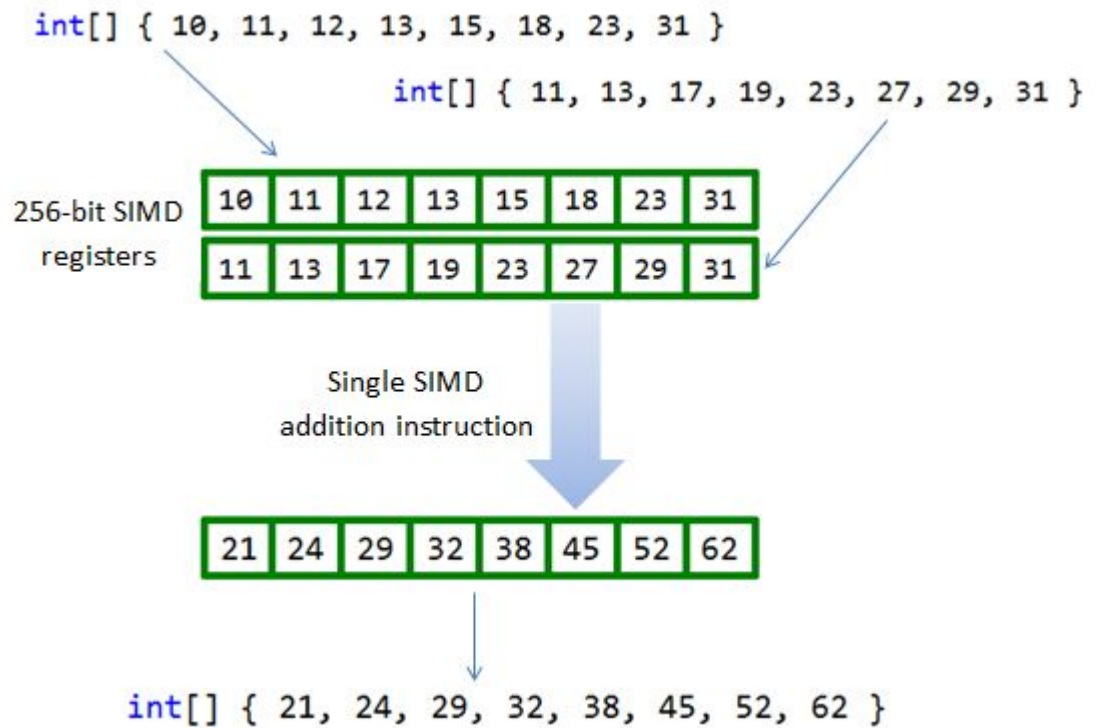 int[] { 10, 11, 12, 13, 15, 18, 23, 31 }
int[] { 11, 13, 17, 19, 23, 27, 29, 31 }
256-bit SIMD
registers
10 11 12 13 15 18 23 31
11 13 17 19 23 27 29 31
Single SIMD
addition instruction
21 24 29 32 38 45 52 62
int[] { 21, 24, 29, 32, 38, 45, 52, 62 }